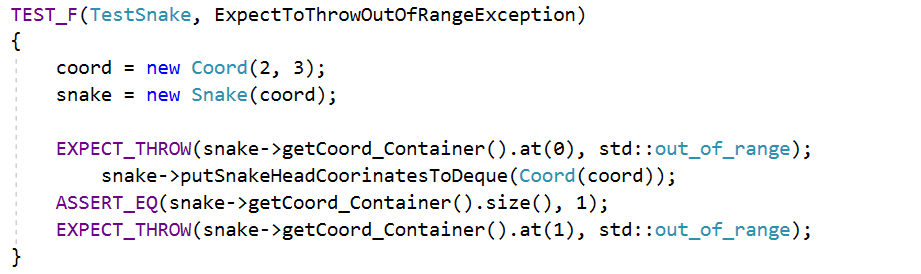 TEST_F(TestSnake, ExpectToThrowOutOfRangeException)
{
    coord = new Coord(2, 3);
    snake = new Snake(coord);

    EXPECT_THROW(snake->getCoord_Container().at(0), std::out_of_range);
        snake->putSnakeHeadCoorinatesToDeque(Coord(coord));
    ASSERT_EQ(snake->getCoord_Container().size(), 1);
    EXPECT_THROW(snake->getCoord_Container().at(1), std::out_of_range);
}